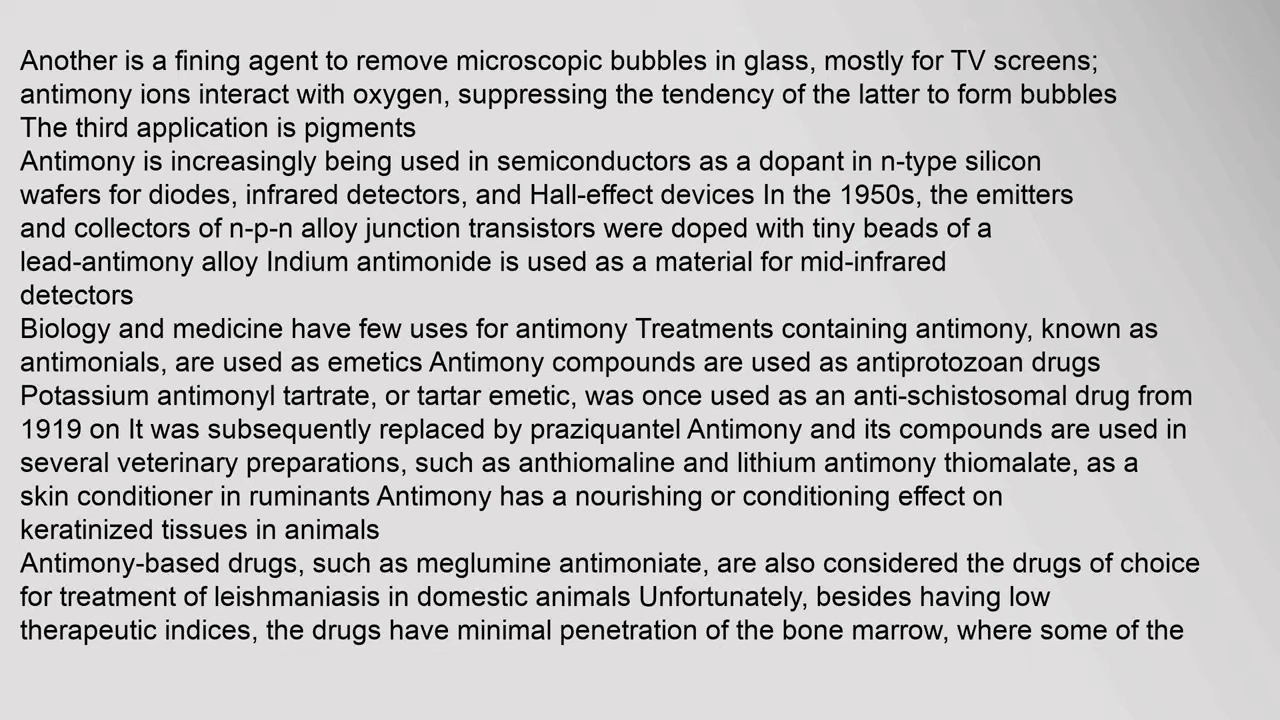 Another is a fining agent to remove microscopic bubbles in glass, mostly for TV screens;
antimony ions interact with oxygen, suppressing the tendency of the latter to form bubbles
The third application is pigments
Antimony is increasingly being used in semiconductors as a dopant in n-type silicon
wafers for diodes, infrared detectors, and Hall-effect devices In the 1950s, the emitters
and collectors of n-p-n alloy junction transistors were doped with tiny beads of a
lead-antimony alloy Indium antimonide is used as a material for mid-infrared
detectors
Biology and medicine have few uses for antimony Treatments containing antimony, known as
antimonials, are used as emetics Antimony compounds are used as antiprotozoan drugs
Potassium antimonyl tartrate, or tartar emetic, was once used as an anti-schistosomal drug from
1919 on It was subsequently replaced by praziquantel Antimony and its compounds are used in
several veterinary preparations, such as anthiomaline and lithium antimony thiomalate, as a
skin conditioner in ruminants Antimony has a nourishing or conditioning effect on
keratinized tissues in animals
Antimony-based drugs, such as meglumine antimoniate, are also considered the drugs of choice
for treatment of leishmaniasis in domestic animals Unfortunately, besides having low
therapeutic indices, the drugs have minimal penetration of the bone marrow, where some of the